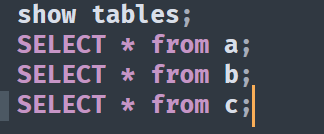 show tables;
SELECT * from a;
SELECT * from b;
SELECT * from c;